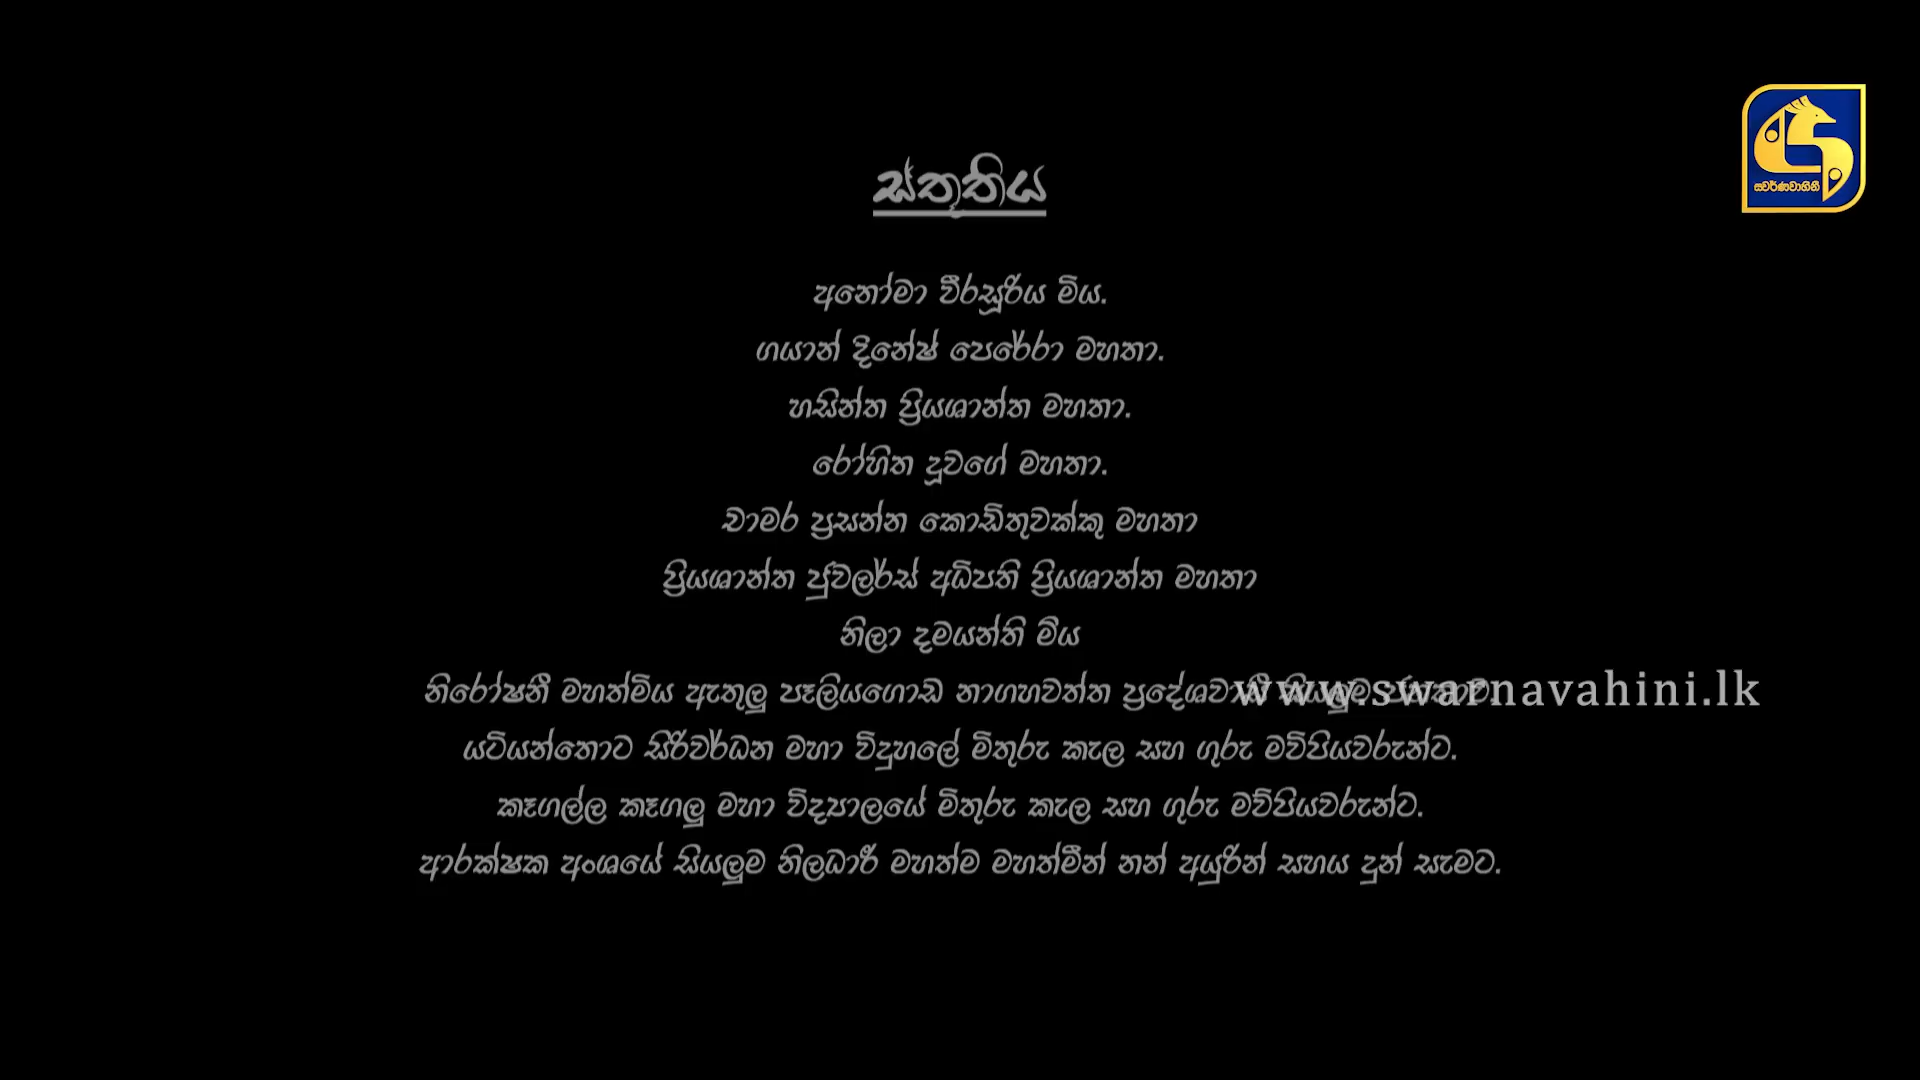 ස්තූතිය
ස්වර්ණවාහිනී
අනෝමා වීරසූරිය මිය.
ගයාන් දිනේෂ් පෙරේරා මහතා.
හසින්ත ප්‍රියශාන්ත මහතා.
රෝහිත දූවගේ මහතා.
චාමර ප්‍රසන්න කොඩිතුවක්කු මහතා
ප්‍රියශාන්ත ජුවලර්ස් අධිපති ප්‍රියශාන්ත මහතා
නිලා දමයන්ති මිය
නිරෝෂනී මහත්මිය ඇතුලු පෑලියගොඩ නාගහවත්ත
www.swarnavahini.lk
යටියන්තොට සිරිවර්ධන මහා විදුහලේ මිතුරු කැල සහ ගුරු මව්පියවරුන්ට.
කෑගල්ල කෑගලු මහා විද්‍යාලයේ මිතුරු කැල සහ ගුරු මව්පියවරුන්ට.
ආරක්ෂක අංශයේ සියලූම නිලධාරී මහත්ම මහත්මීන් නන් අයුරින් සහය දුන් සැමට.